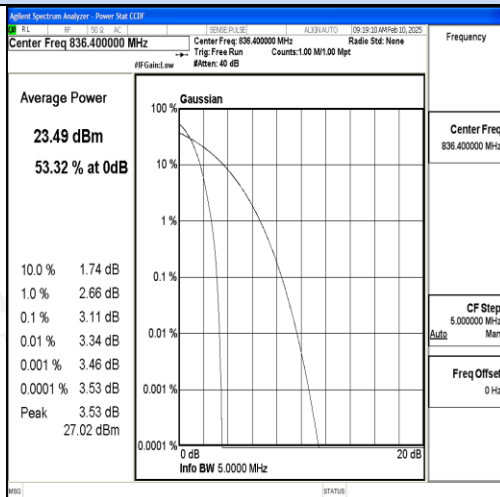 Agilent Spectrum Analyzer - Power Stat CCDF
RL RF 50 Ω AC SENSE:PULSE ALIGNAUTO 09:19:10 AM Feb 10, 2025
Center Freq 836.400000 MHz
Center Freq: 836.400000 MHz
Radio Std: None
Trig: Free Run
Counts:1.00 M/1.00 Mpt
#IFGain:Low
#Atten: 40 dB
Frequency
Average Power
23.49 dBm
53.32 % at 0dB
10.0 % 1.74 dB
1.0 % 2.66 dB
0.1 % 3.11 dB
0.01 % 3.34 dB
0.001 % 3.46 dB
0.0001 % 3.53 dB
Peak 3.53 dB
27.02 dBm
Gaussian
100 %
10 %
1 %
0.1 %
0.01 %
0.001 %
0.0001 %
0 dB
20 dB
Info BW 5.0000 MHz
Center Freq
836.400000 MHz
CF Step
5.000000 MHz
Auto Man
Freq Offset
0 Hz
MSG
STATUS